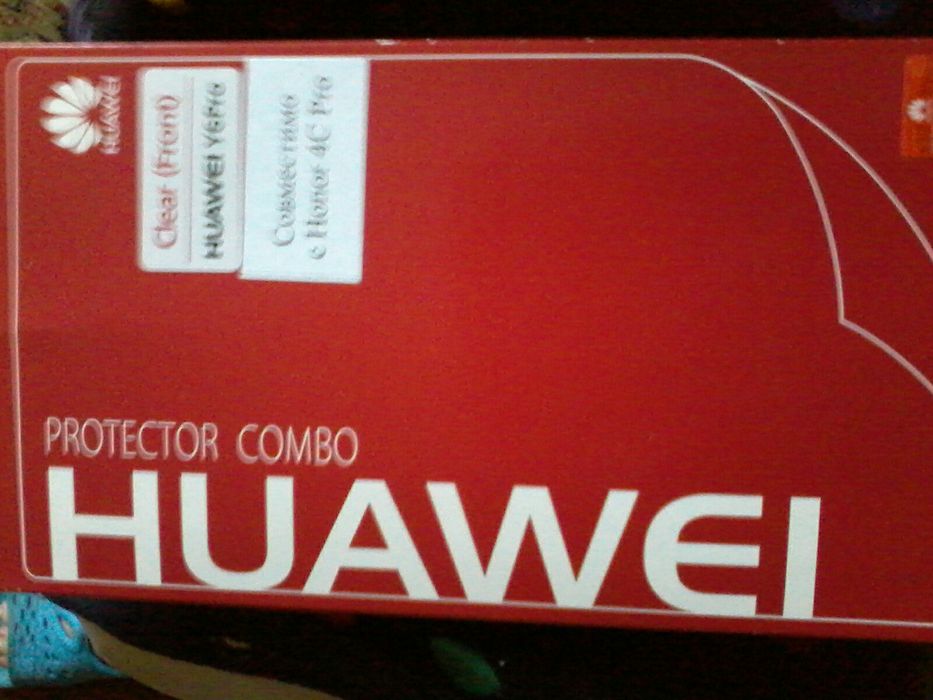 HUAWEI
Clear (Front)
HUAWEI Y6Pro
Совместимо
с Honor 4C Pro
PROTECTOR COMBO
HUAWEI